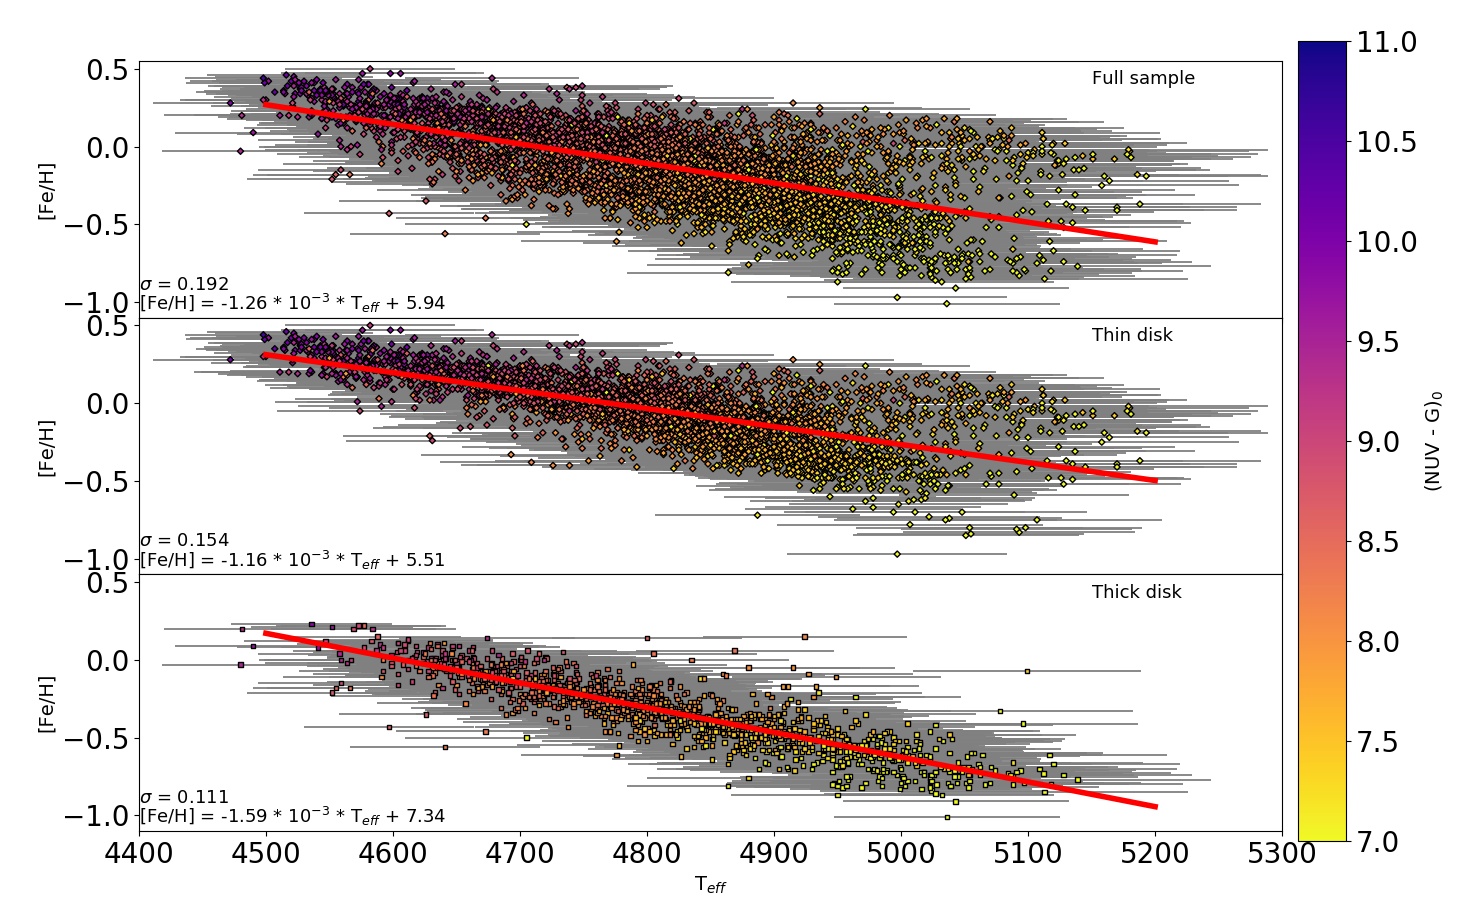 Full sample
0.5
0.0
−0.5
−1.0
[Fe/H]
σ = 0.192
[Fe/H] = -1.26 * 10⁻³ * T_eff + 5.94
Thin disk
0.5
0.0
−0.5
−1.0
[Fe/H]
σ = 0.154
[Fe/H] = -1.16 * 10⁻³ * T_eff + 5.51
Thick disk
0.5
0.0
−0.5
−1.0
[Fe/H]
σ = 0.111
[Fe/H] = -1.59 * 10⁻³ * T_eff + 7.34
4400 4500 4600 4700 4800 4900 5000 5100 5200 5300
T_eff
11.0
10.5
10.0
9.5
9.0
8.5
8.0
7.5
7.0
(NUV - G)₀